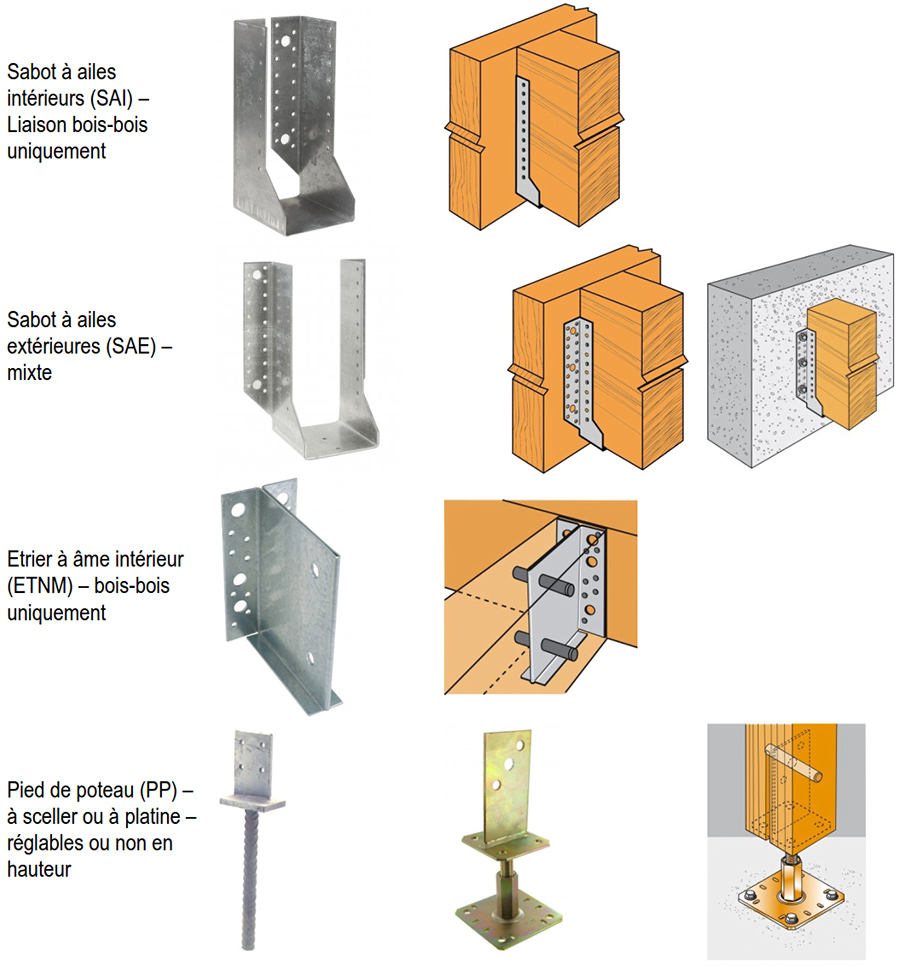 Sabot à ailes
intérieurs (SAI) –
Liaison bois-bois
uniquement
Sabot à ailes
extérieures (SAE) –
mixte
Etrier à âme intérieur
(ETNM) – bois-bois
uniquement
Pied de poteau (PP) –
à sceller ou à platine –
réglables ou non en
hauteur